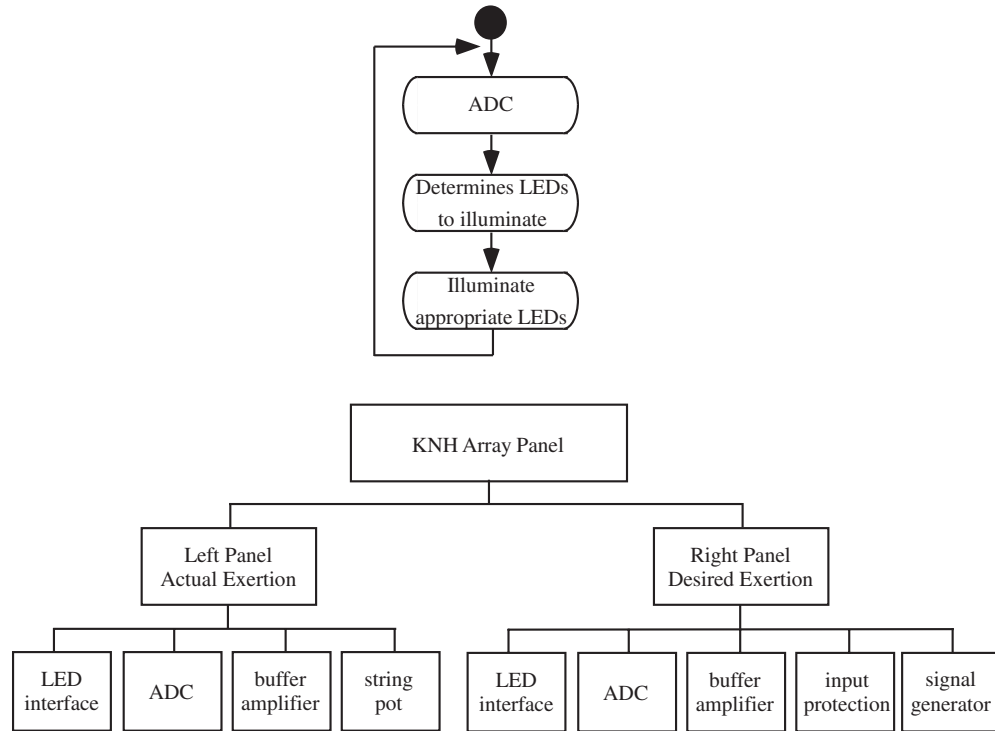 ADC
Determines LEDs
to illuminate
Illuminate
appropriate LEDs
KNH Array Panel
Left Panel
Actual Exertion
Right Panel
Desired Exertion
LED
interface
ADC
buffer
amplifier
string
pot
LED
interface
ADC
buffer
amplifier
input
protection
signal
generator